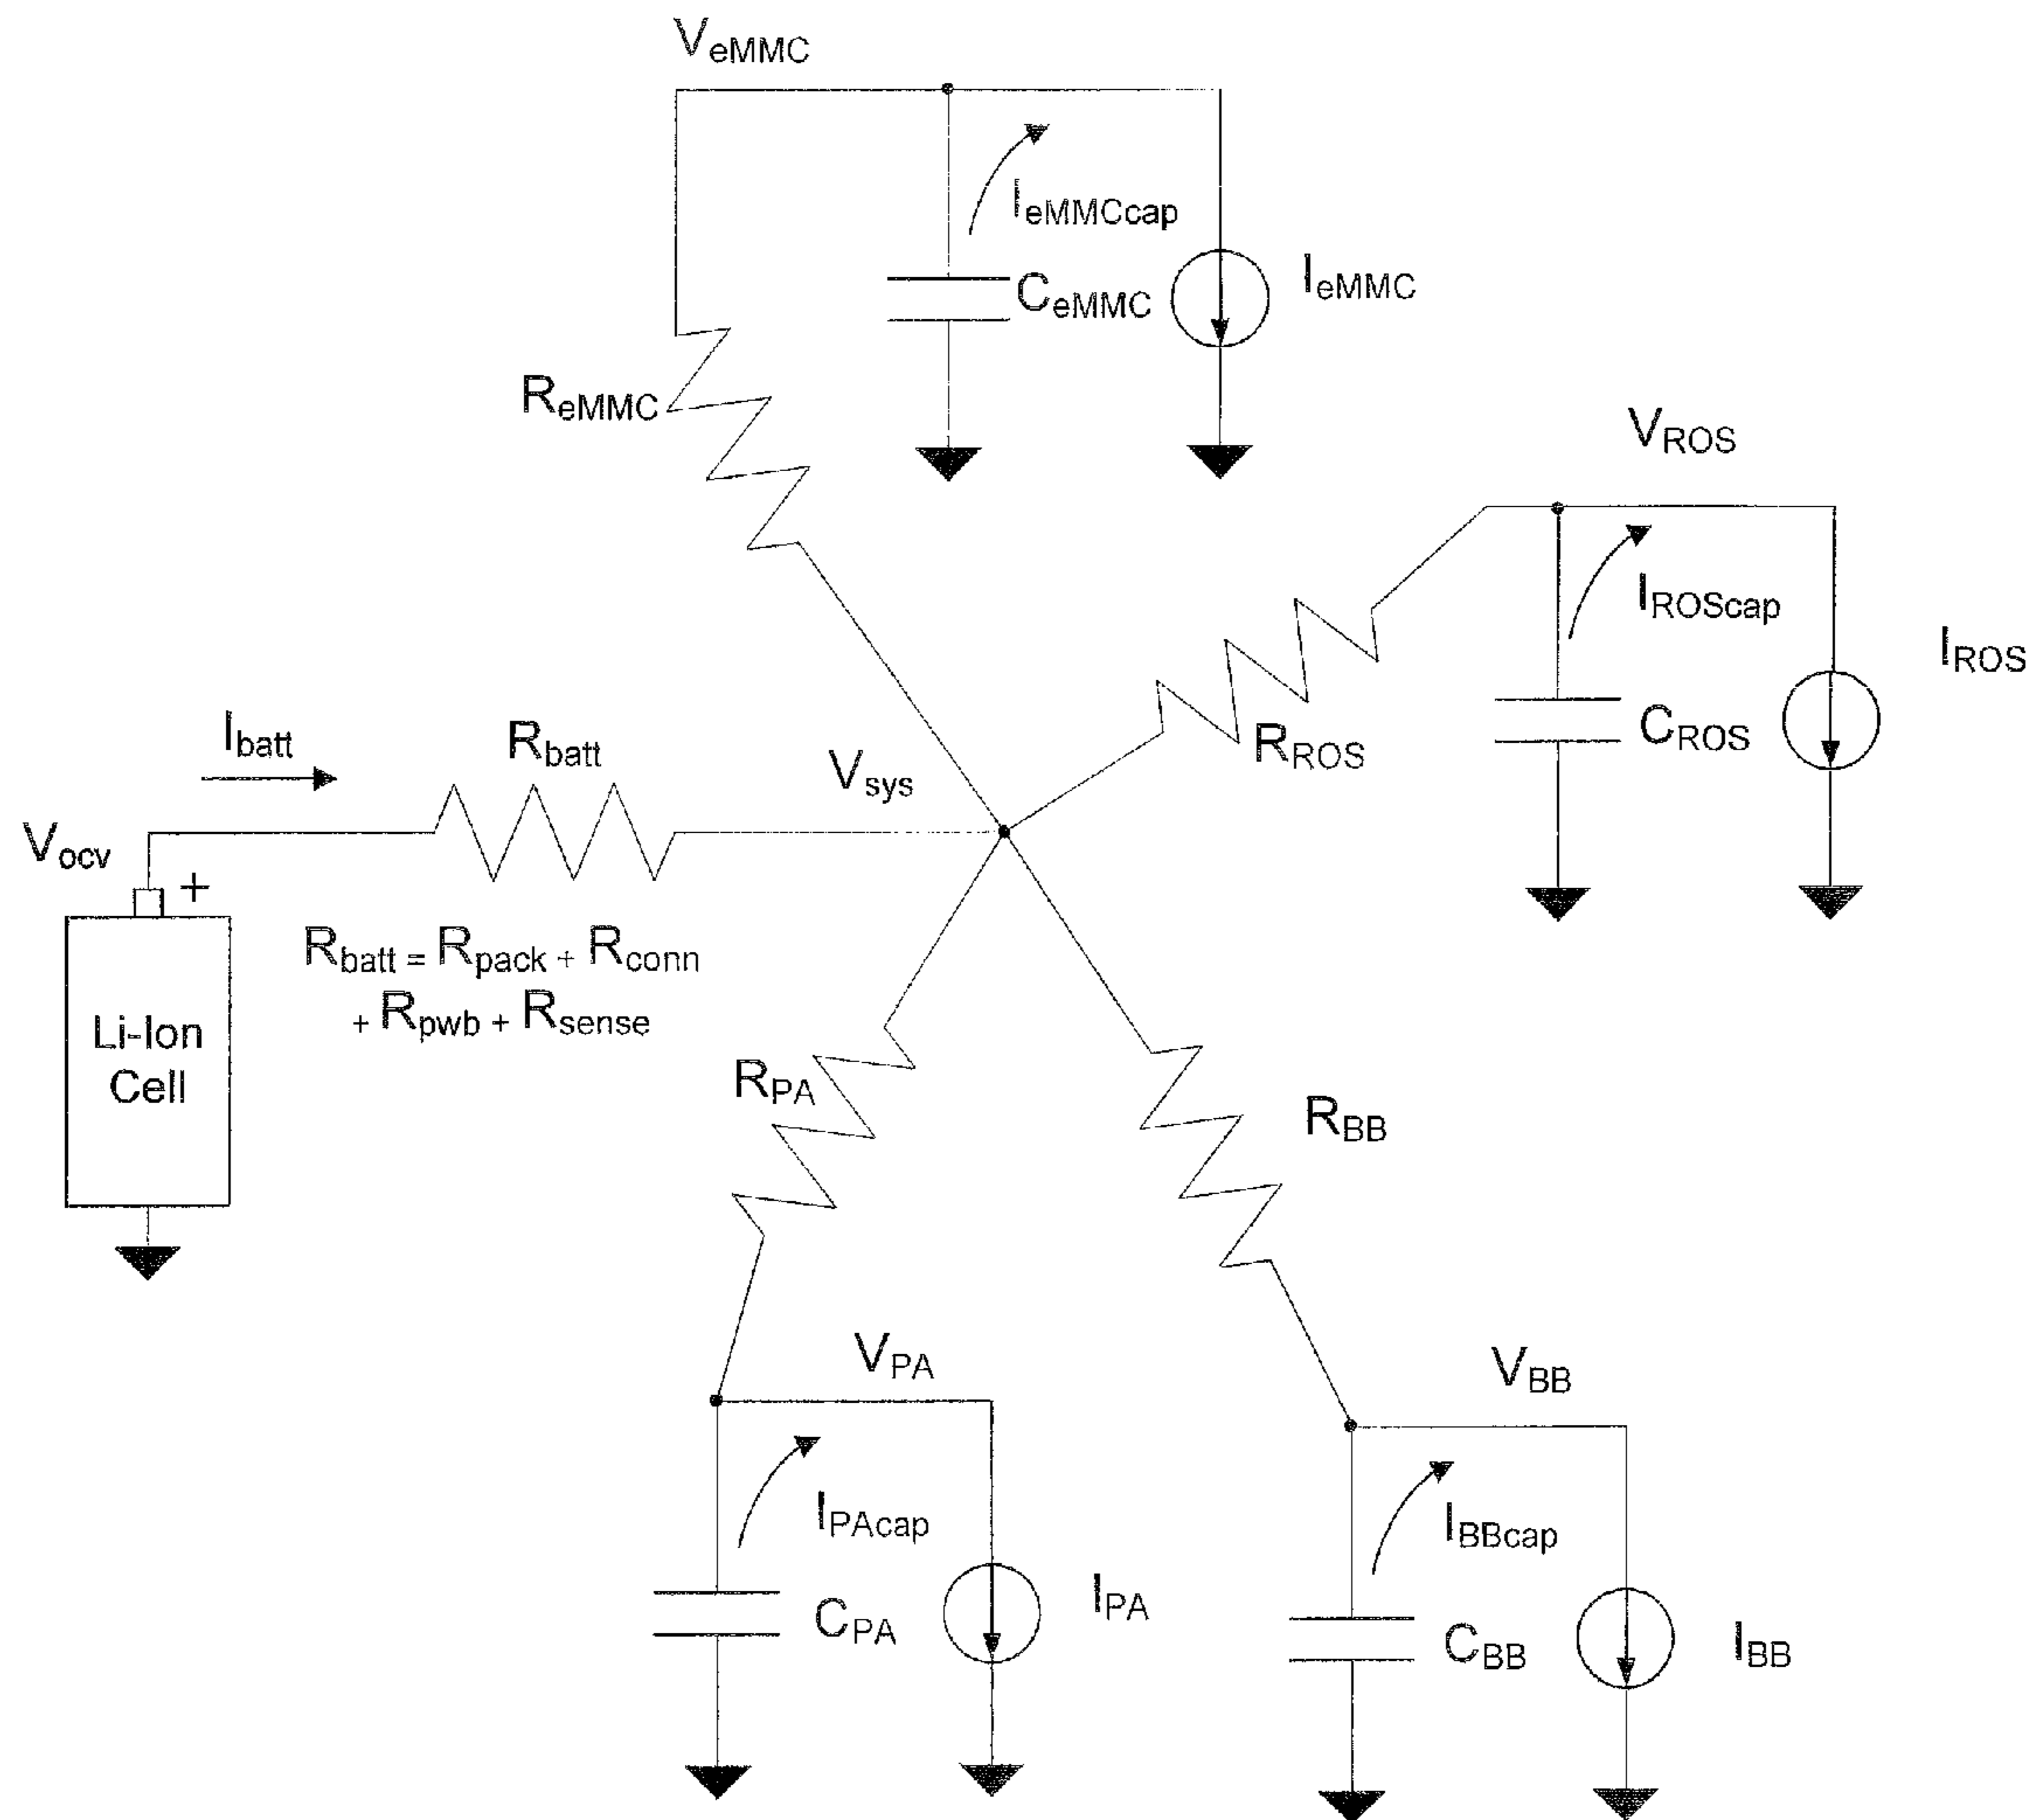 VeMMC
IeMMCcap
CeMMC
IeMMC
ReMMC
VROS
IROScap
IROS
CROS
RROS
Ibatt
Rbatt
Vsys
Vocv
+
Rbatt = Rpack + Rconn
+ Rpwb + Rsense
Li-Ion
Cell
RPA
RBB
VPA
VBB
IPAcap
IBBcap
IPA
CPA
CBB
IBB